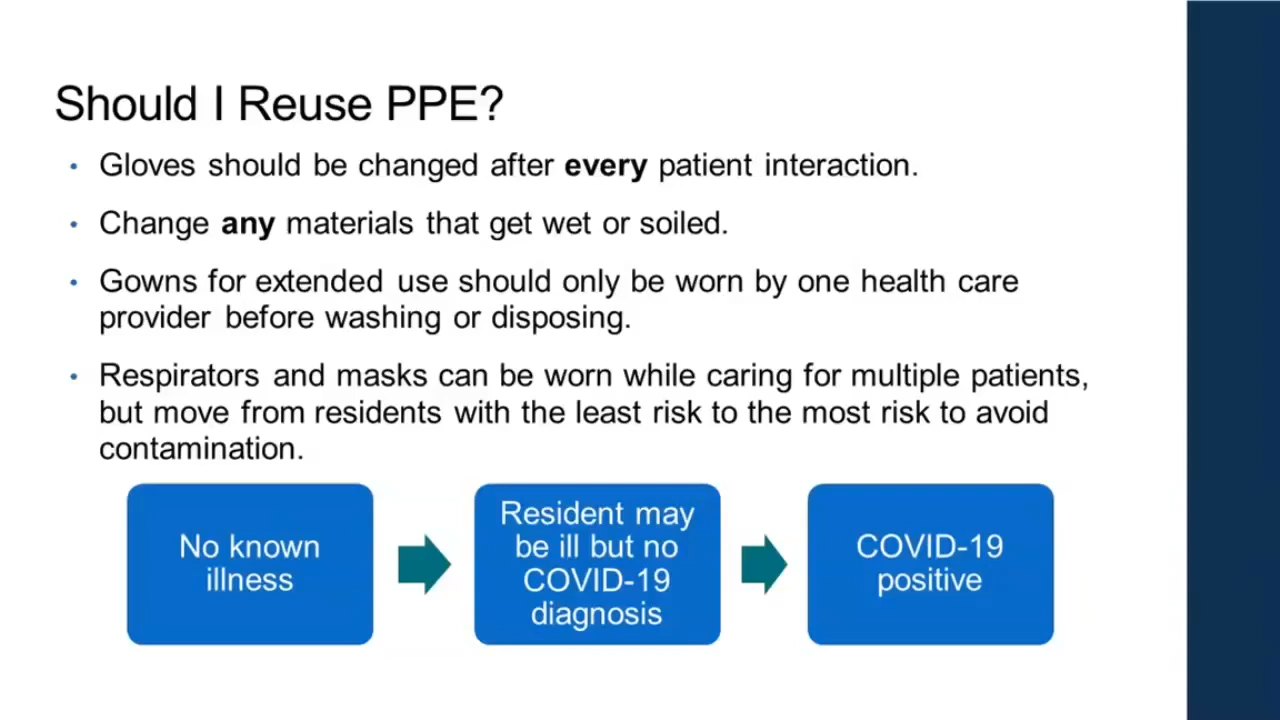 Should I Reuse PPE?
• Gloves should be changed after every patient interaction.
• Change any materials that get wet or soiled.
• Gowns for extended use should only be worn by one health care
provider before washing or disposing.
• Respirators and masks can be worn while caring for multiple patients,
but move from residents with the least risk to the most risk to avoid
contamination.
No known
illness
Resident may
be ill but no
COVID-19
diagnosis
COVID-19
positive